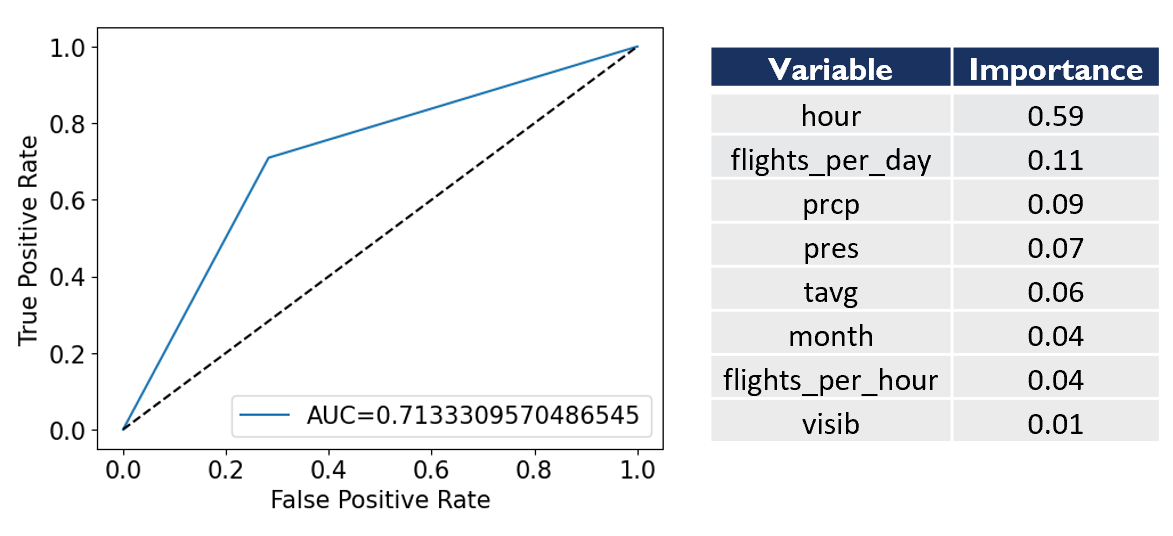 1.0
0.8
0.6
0.4
0.2
0.0
True Positive Rate
AUC=0.7133309570486545
0.0 0.2 0.4 0.6 0.8 1.0
False Positive Rate
Variable Importance
hour 0.59
flights_per_day 0.11
prcp 0.09
pres 0.07
tavg 0.06
month 0.04
flights_per_hour 0.04
visib 0.01